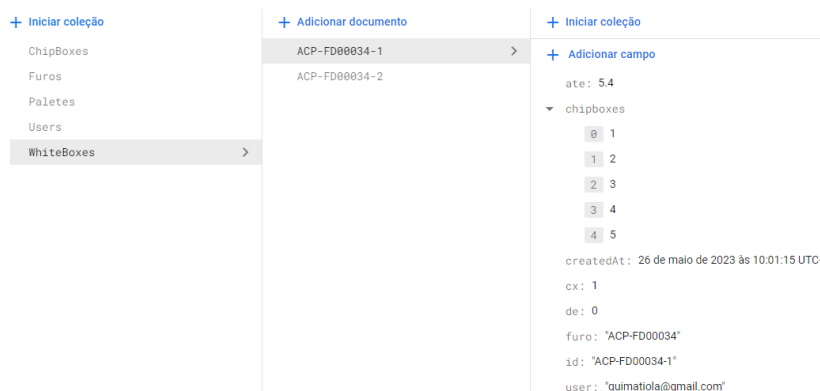 Iniciar coleção
ChipBoxes
Furos
Paletes
Users
WhiteBoxes
Adicionar documento
ACP-FD00034-1
ACP-FD00034-2
Iniciar coleção
Adicionar campo
ate: 5.4
chipboxes
0 1
1 2
2 3
3 4
4 5
createdAt: 26 de maio de 2023 às 10:01:15 UTC-
cx: 1
de: 0
furo: "ACP-FD00034"
id: "ACP-FD00034-1"
user: "quimatiola@gmail.com"